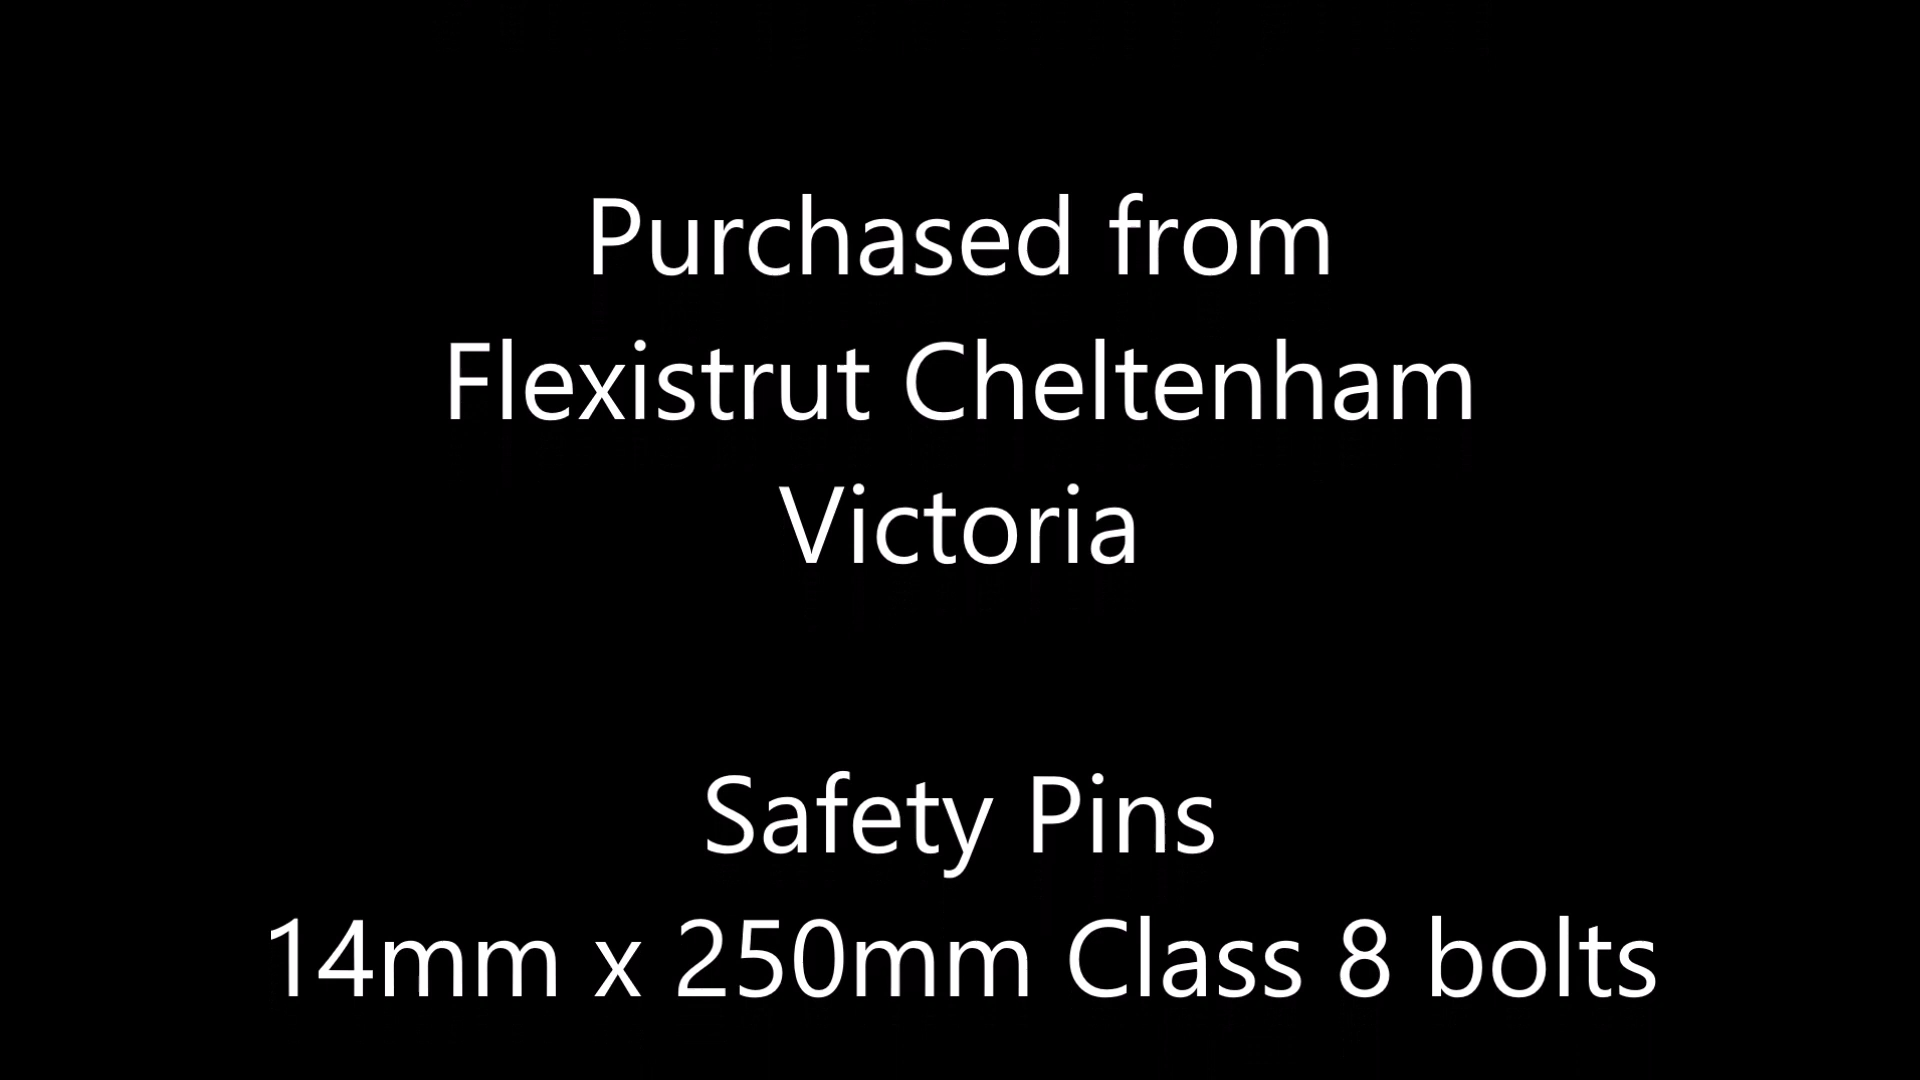 Purchased from
Flexistrut Cheltenham
Victoria
Safety Pins
14mm x 250mm Class 8 bolts